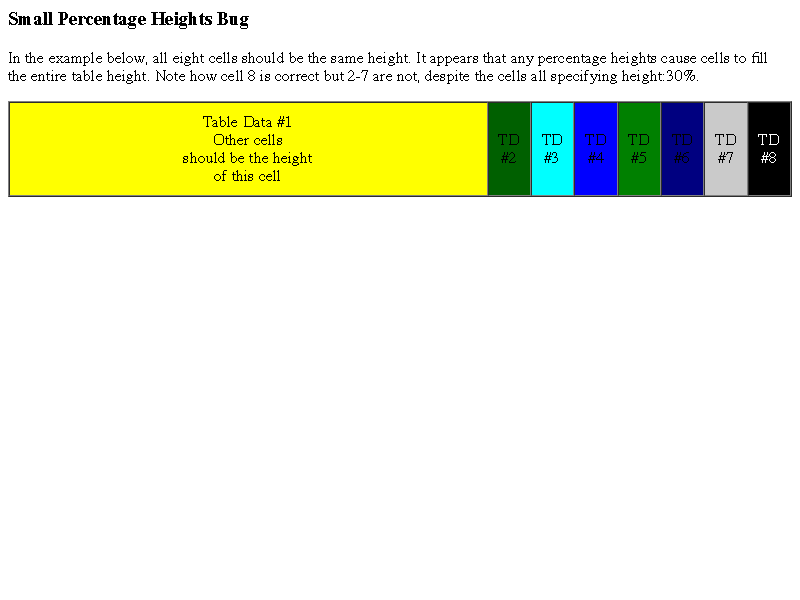 Small Percentage Heights Bug
In the example below, all eight cells should be the same height. It appears that any percentage heights cause cells to fill
the entire table height. Note how cell 8 is correct but 2-7 are not, despite the cells all specifying height:30%.
Table Data #1
Other cells
should be the height
of this cell
TD
#2
TD
#3
TD
#4
TD
#5
TD
#6
TD
#7
TD
#8